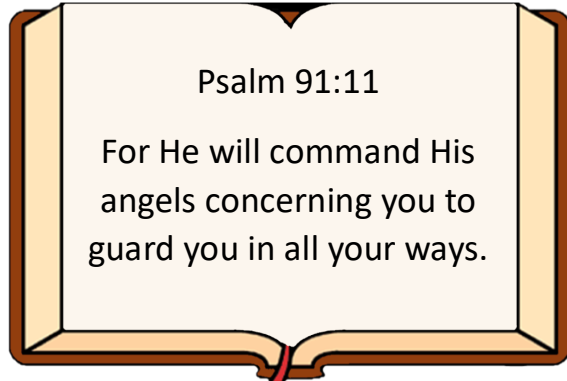 Psalm 91:11
For He will command His
angels concerning you to
guard you in all your ways.